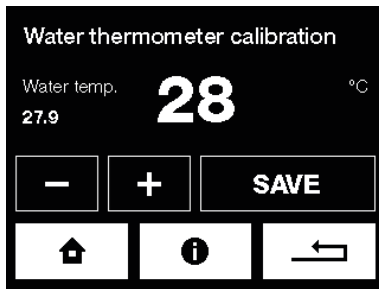 Water thermometer calibration
Water temp. 28 °C
27.9
− + SAVE